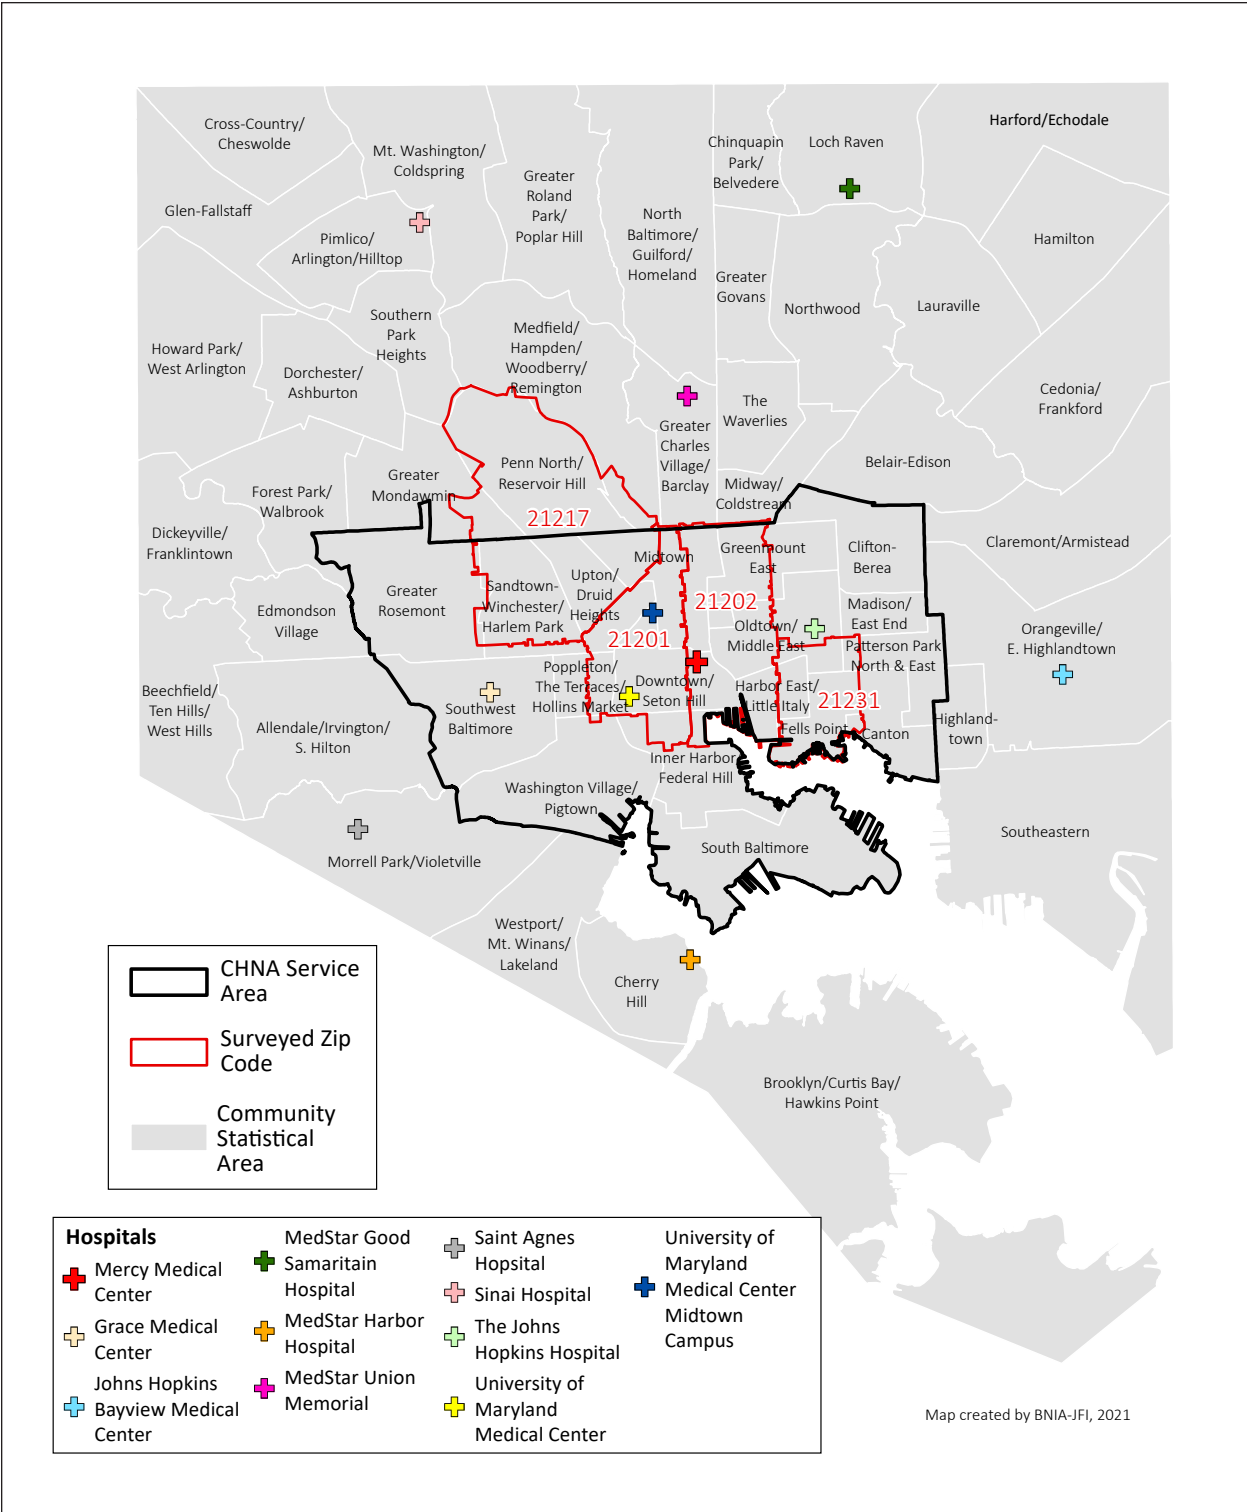 Cross-Country/
Cheswolde
Mt. Washington/
Coldspring
Greater
Roland
Park/
Poplar Hill
Chinquapin
Park/
Belvedere
Loch Raven
Harford/Echodale
Glen-Fallstaff
Pimlico/
Arlington/Hilltop
North
Baltimore/
Guilford/
Homeland
Greater
Govans
Hamilton
Northwood
Lauraville
Southern
Park
Heights
Medfield/
Hampden/
Woodberry/
Remington
Howard Park/
West Arlington
Dorchester/
Ashburton
The
Waverlies
Cedonia/
Frankford
Greater
Charles
Village/
Barclay
Belair-Edison
Penn North/
Reservoir Hill
Greater
Mondawmin
Midway/
Coldstream
Forest Park/
Walbrook
21217
Dickeyville/
Franklintown
Midtown
Greenmount
East
Clifton-
Berea
Claremont/Armistead
Edmondson
Village
Greater
Rosemont
Sandtown-
Winchester/
Harlem Park
Upton/
Druid
Heights
21202
21201
Oldtown/
Middle East
Madison/
East End
Patterson Park
North & East
Orangeville/
E. Highlandtown
Beechfield/
Ten Hills/
West Hills
Allendale/Irvington/
S. Hilton
Southwest
Baltimore
Poppleton/
The Terraces/
Hollins Market
Downtown/
Seton Hill
Harbor East/
Little Italy
21231
Fells Point
Canton
Highland-
town
Inner Harbor/
Federal Hill
Washington Village/
Pigtown
South Baltimore
Southeastern
Morrell Park/Violetville
Westport/
Mt. Winans/
Lakeland
Cherry
Hill
Brooklyn/Curtis Bay/
Hawkins Point
CHNA Service
Area
Surveyed Zip
Code
Community
Statistical
Area
Hospitals
Mercy Medical
Center
Grace Medical
Center
Johns Hopkins
Bayview Medical
Center
MedStar Good
Samaritain
Hospital
MedStar Harbor
Hospital
MedStar Union
Memorial
Saint Agnes
Hopsital
Sinai Hospital
The Johns
Hopkins Hospital
University of
Maryland
Medical Center
University of
Maryland
Medical Center
Midtown
Campus
Map created by BNIA-JFI, 2021